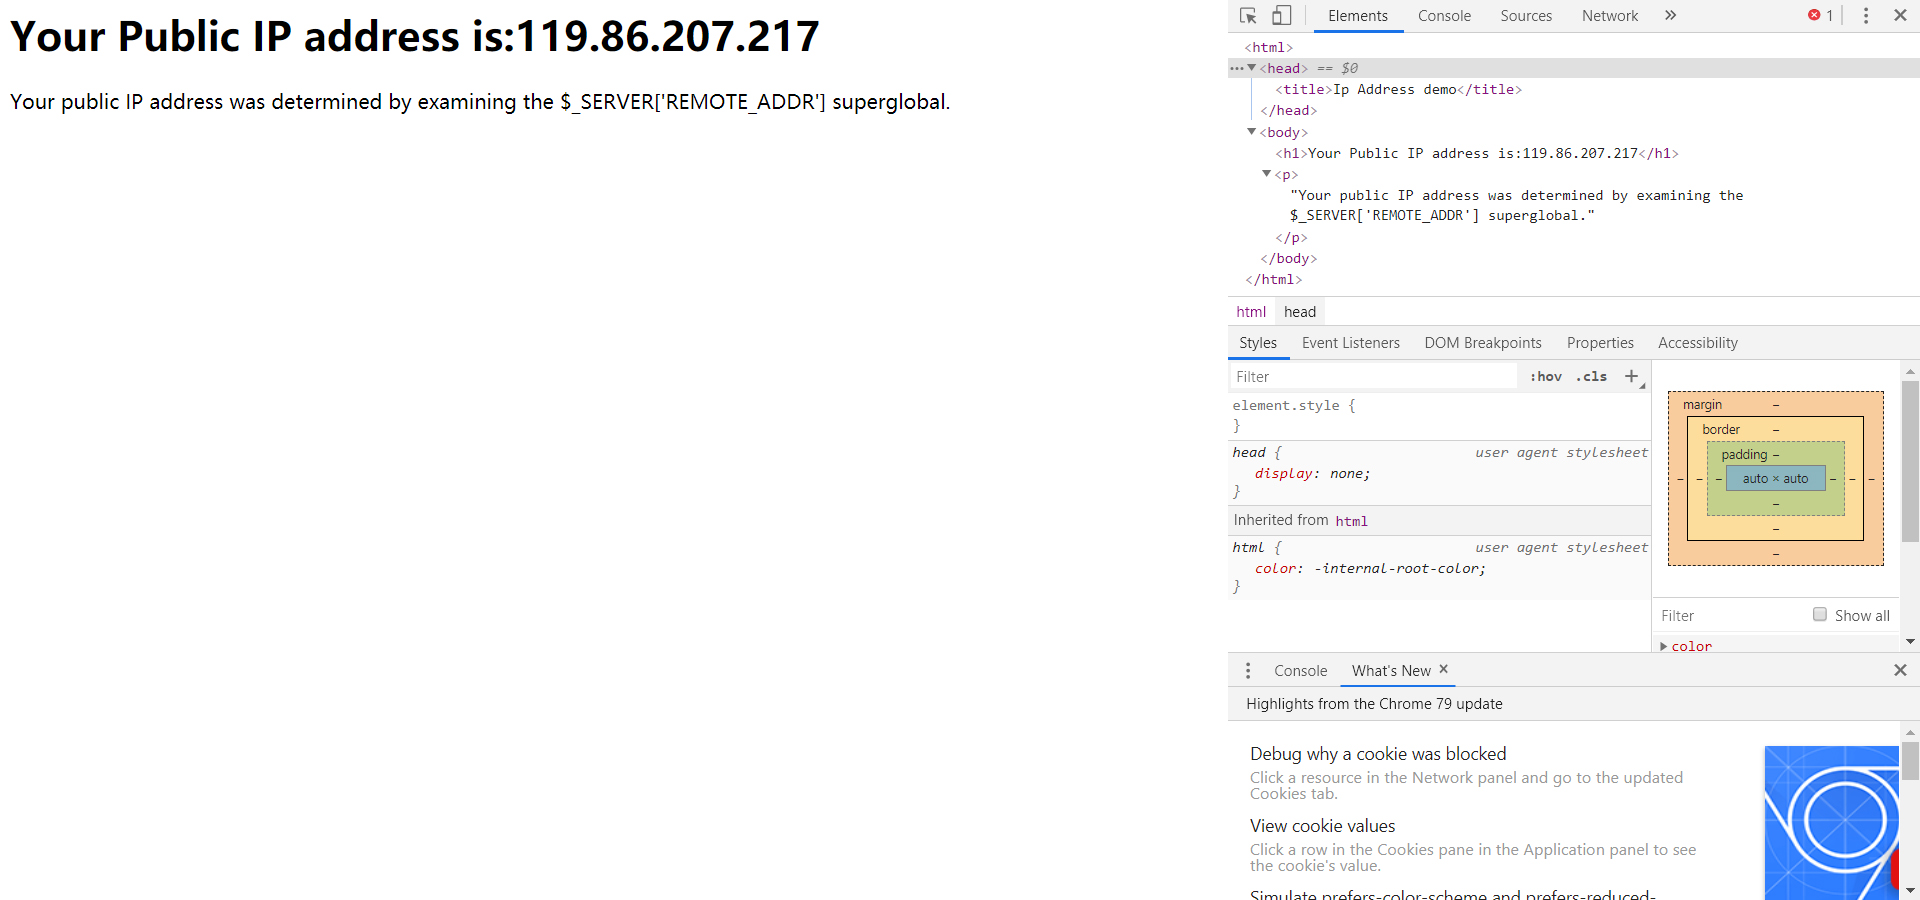 Your Public IP address is:119.86.207.217
Your public IP address was determined by examining the $_SERVER['REMOTE_ADDR'] superglobal.
Elements Console Sources Network » 1
<html>
<head> == $0
<title>Ip Address demo</title>
</head>
<body>
<h1>Your Public IP address is:119.86.207.217</h1>
<p>
"Your public IP address was determined by examining the
$_SERVER['REMOTE_ADDR'] superglobal."
</p>
</body>
</html>
html head
Styles Event Listeners DOM Breakpoints Properties Accessibility
Filter :hov .cls +
element.style {
}
head { user agent stylesheet
display: none;
}
Inherited from html
html { user agent stylesheet
color: -internal-root-color;
}
margin –
border –
padding –
– – – auto × auto – – –
–
–
–
Filter Show all
color
Console What's New ×
Highlights from the Chrome 79 update
Debug why a cookie was blocked
Click a resource in the Network panel and go to the updated
Cookies tab.
View cookie values
Click a row in the Cookies pane in the Application panel to see
the cookie's value.
Simulate prefers-color-scheme and prefers-reduced-